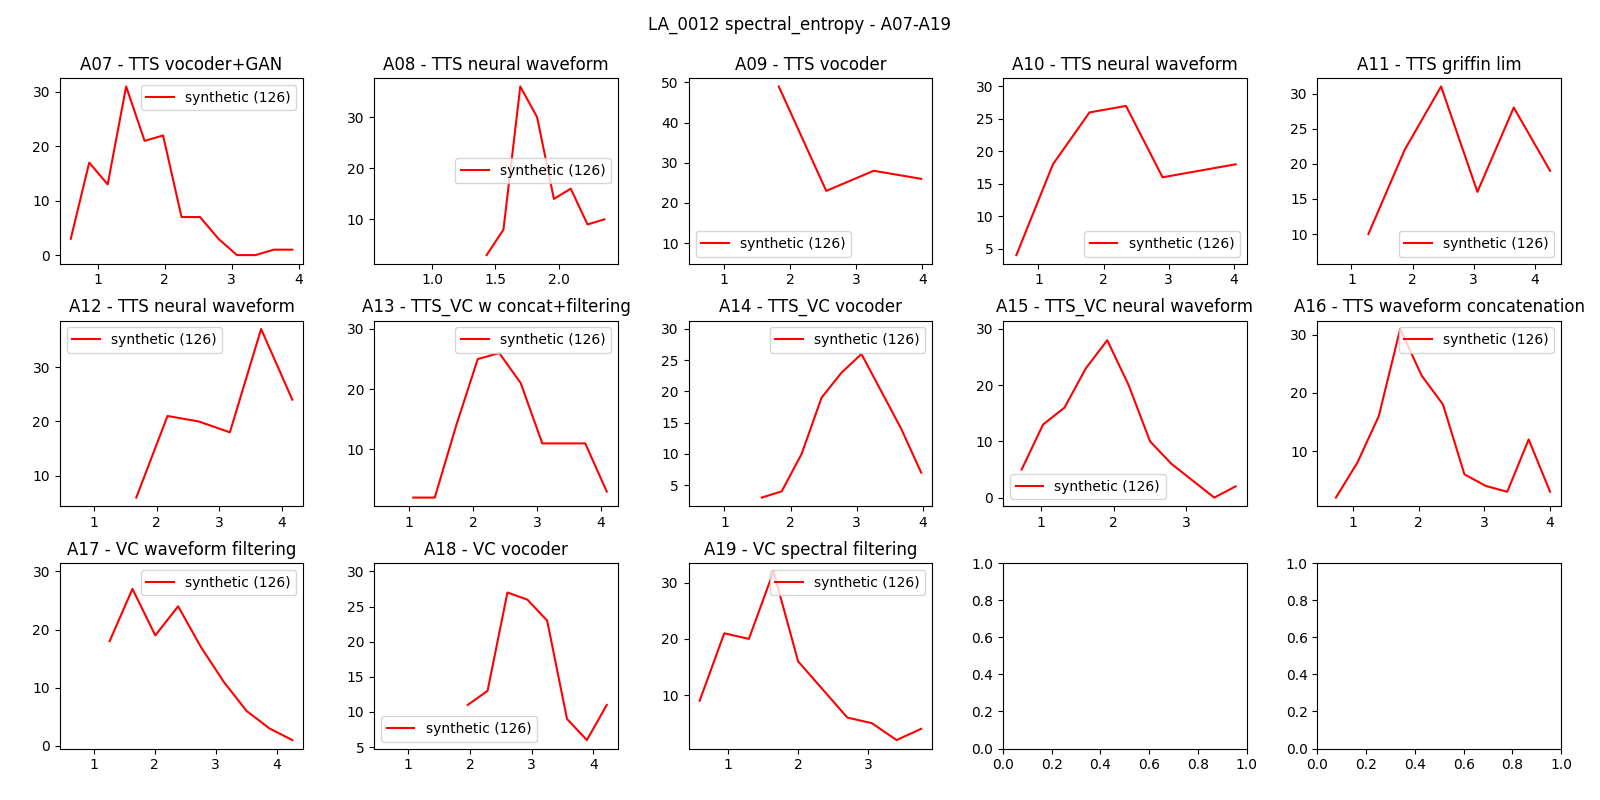 LA_0012 spectral_entropy - A07-A19
A07 - TTS vocoder+GAN
synthetic (126)
30
20
10
0
1 2 3 4
A08 - TTS neural waveform
synthetic (126)
30
20
10
1.0 1.5 2.0
A09 - TTS vocoder
synthetic (126)
50
40
30
20
10
1 2 3 4
A10 - TTS neural waveform
synthetic (126)
30
25
20
15
10
5
1 2 3 4
A11 - TTS griffin lim
synthetic (126)
30
25
20
15
10
1 2 3 4
A12 - TTS neural waveform
synthetic (126)
30
20
10
1 2 3 4
A13 - TTS_VC w concat+filtering
synthetic (126)
30
20
10
1 2 3 4
A14 - TTS_VC vocoder
synthetic (126)
30
25
20
15
10
5
1 2 3 4
A15 - TTS_VC neural waveform
synthetic (126)
30
20
10
0
1 2 3
A16 - TTS waveform concatenation
synthetic (126)
30
20
10
1 2 3 4
A17 - VC waveform filtering
synthetic (126)
30
20
10
0
1 2 3 4
A18 - VC vocoder
synthetic (126)
30
25
20
15
10
5
1 2 3 4
A19 - VC spectral filtering
synthetic (126)
30
20
10
1 2 3
1.0
0.8
0.6
0.4
0.2
0.0
0.0 0.2 0.4 0.6 0.8 1.0
1.0
0.8
0.6
0.4
0.2
0.0
0.0 0.2 0.4 0.6 0.8 1.0